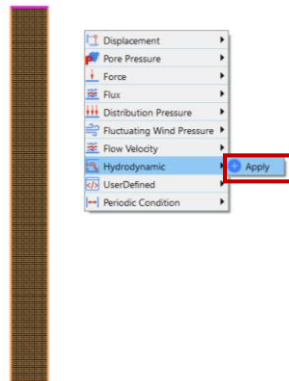 Displacement
Pore Pressure
Force
Flux
Distribution Pressure
Fluctuating Wind Pressure
Flow Velocity
Hydrodynamic
Apply
UserDefined
Periodic Condition